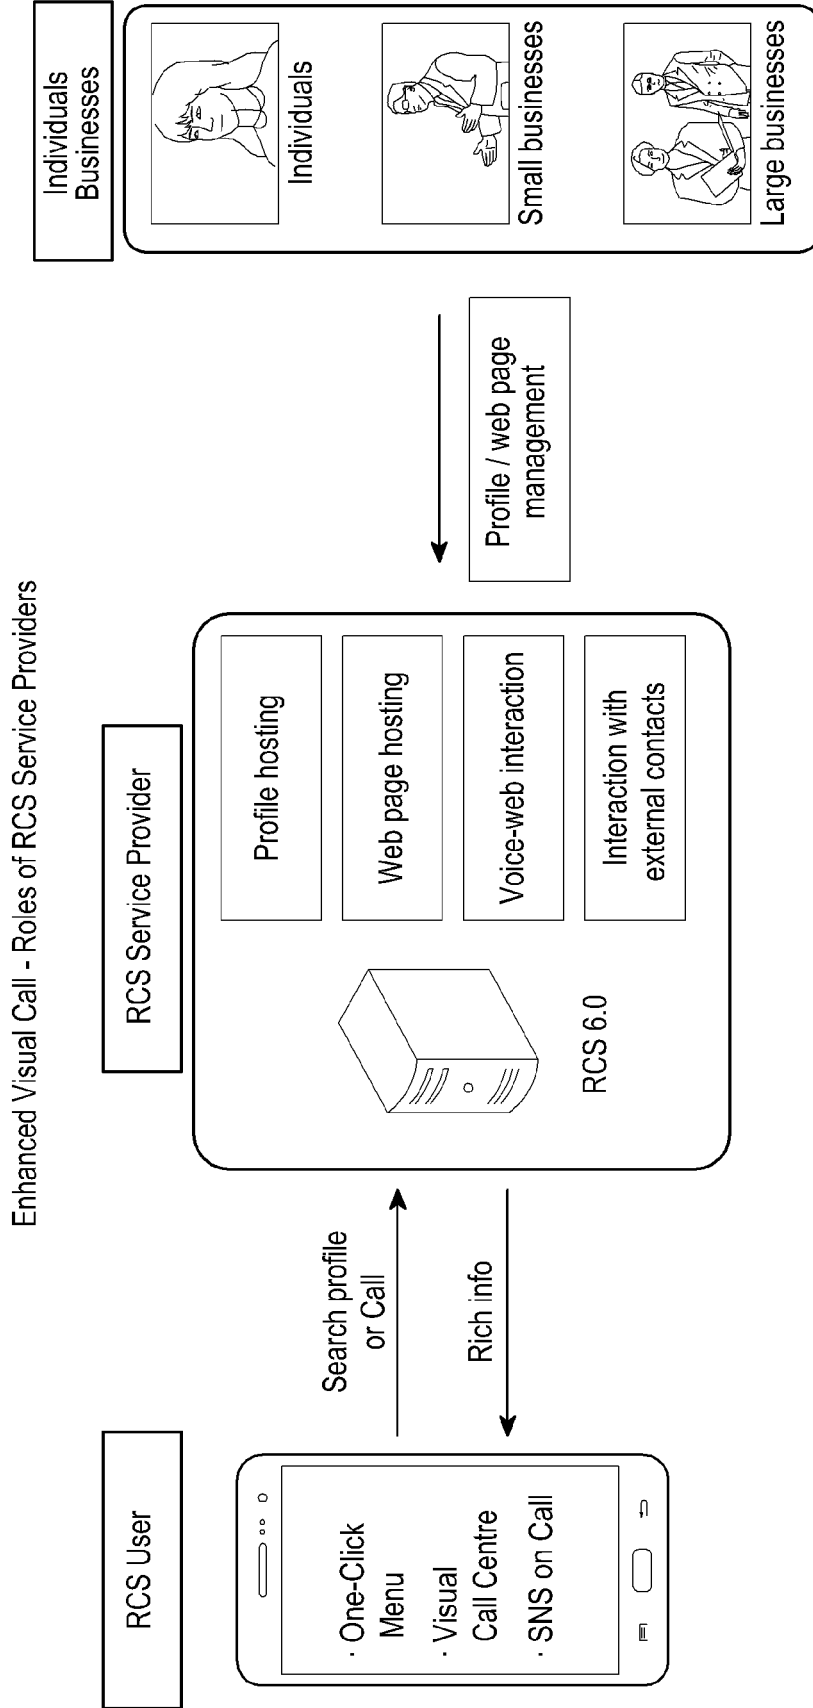 Enhanced Visual Call - Roles of RCS Service Providers
RCS User
· One-Click
Menu
· Visual
Call Centre
· SNS on Call
Search profile
or Call
Rich info
RCS Service Provider
RCS 6.0
Profile hosting
Web page hosting
Voice-web interaction
Interaction with
external contacts
Profile / web page
management
Individuals
Businesses
Individuals
Small businesses
Large businesses